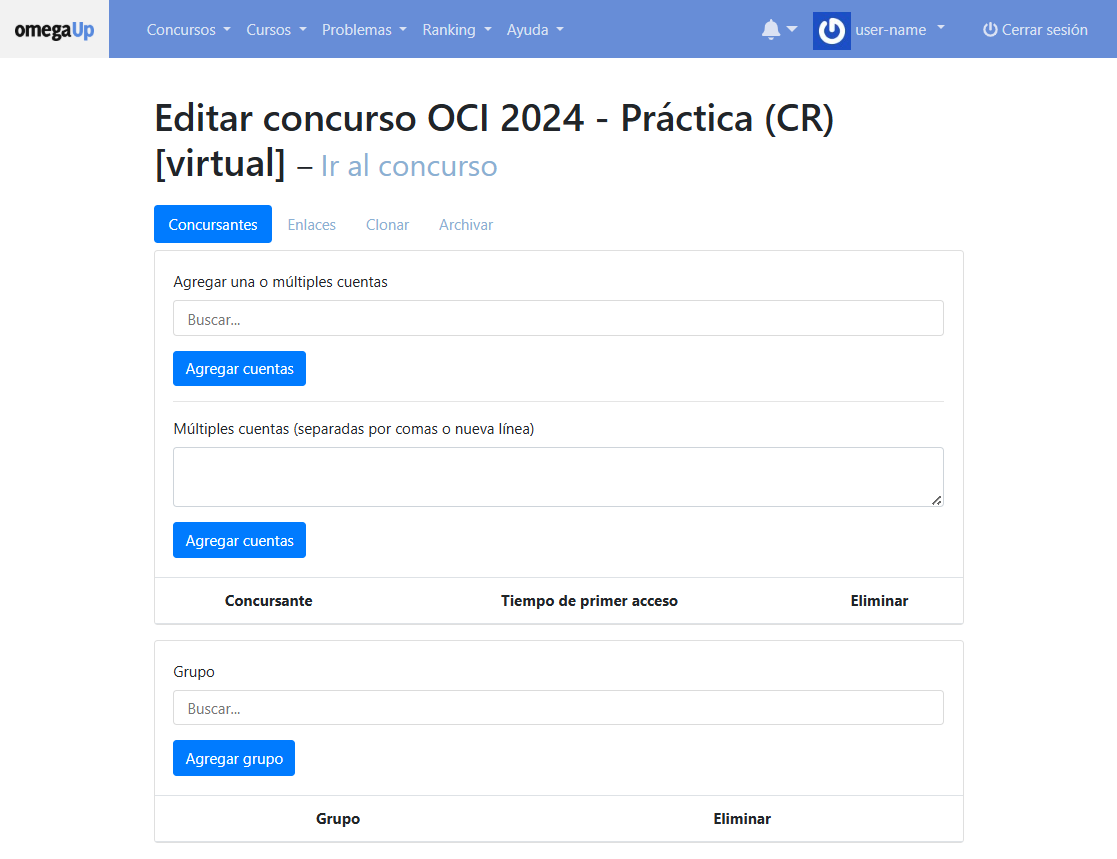 omegaUp Concursos Cursos Problemas Ranking Ayuda user-name Cerrar sesión
Editar concurso OCI 2024 - Práctica (CR)
[virtual] – Ir al concurso
Concursantes Enlaces Clonar Archivar
Agregar una o múltiples cuentas
Buscar...
Agregar cuentas
Múltiples cuentas (separadas por comas o nueva línea)
Agregar cuentas
Concursante Tiempo de primer acceso Eliminar
Grupo
Buscar...
Agregar grupo
Grupo Eliminar